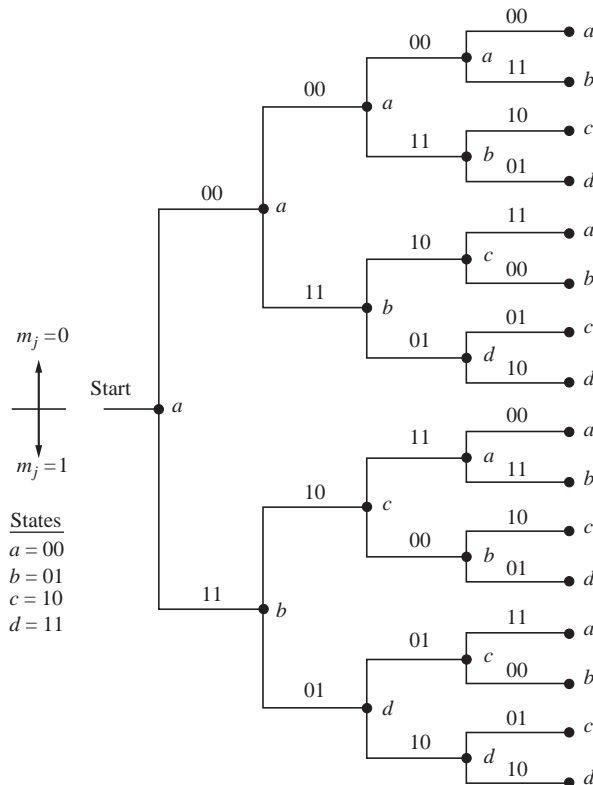 00 a
00 a
11 b
00 a
10 c
11 b
01 d
00 a
11 a
10 c
00 b
11 b
01 c
01 d
10 d
m_j = 0
Start a
m_j = 1
00 a
11 a
11 b
10 c
10 c
00 b
01 d
States
a = 00
b = 01
c = 10
d = 11
11 b
11 a
01 c
00 b
01 d
01 c
10 d
10 d